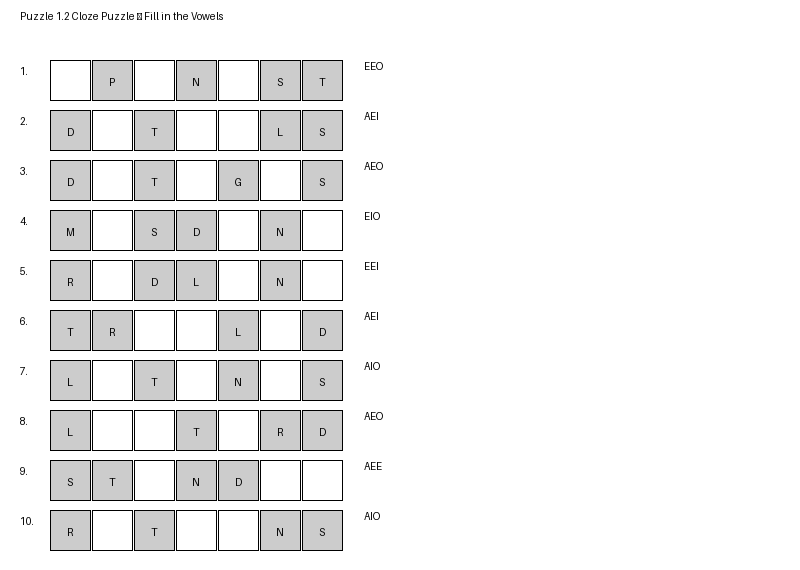 Puzzle 1.2 Cloze Puzzle ▯ Fill in the Vowels
1. P N S T EEO
2. D T L S AEI
3. D T G S AEO
4. M S D N EIO
5. R D L N EEI
6. T R L D AEI
7. L T N S AIO
8. L T R D AEO
9. S T N D AEE
10. R T N S AIO